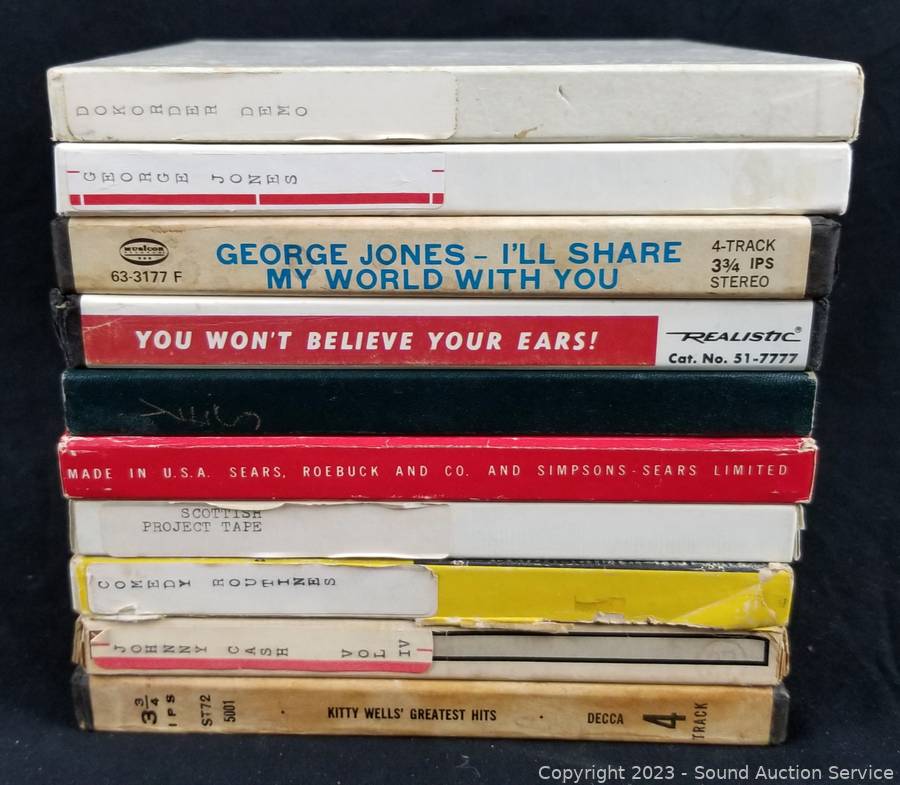 DOKORDER DEMO
GEORGE JONES
MUSICOR
63-3177 F
GEORGE JONES – I'LL SHARE
MY WORLD WITH YOU
4-TRACK
3¾ IPS
STEREO
YOU WON'T BELIEVE YOUR EARS!
REALISTIC®
Cat. No. 51-7777
MADE IN U.S.A. SEARS, ROEBUCK AND CO. AND SIMPSONS-SEARS LIMITED
SCOTTISH
PROJECT TAPE
COMEDY ROUTINES
JOHNNY CASH VOL IV
3¾ IPS
ST72
5001
· KITTY WELLS' GREATEST HITS ·
DECCA
4 TRACK
Copyright 2023 - Sound Auction Service